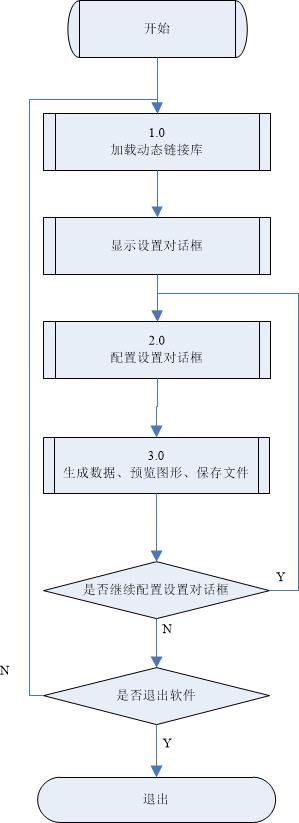 开始
1.0
加载动态链接库
显示设置对话框
2.0
配置设置对话框
3.0
生成数据、预览图形、保存文件
是否继续配置设置对话框
Y
N
N
是否退出软件
Y
退出